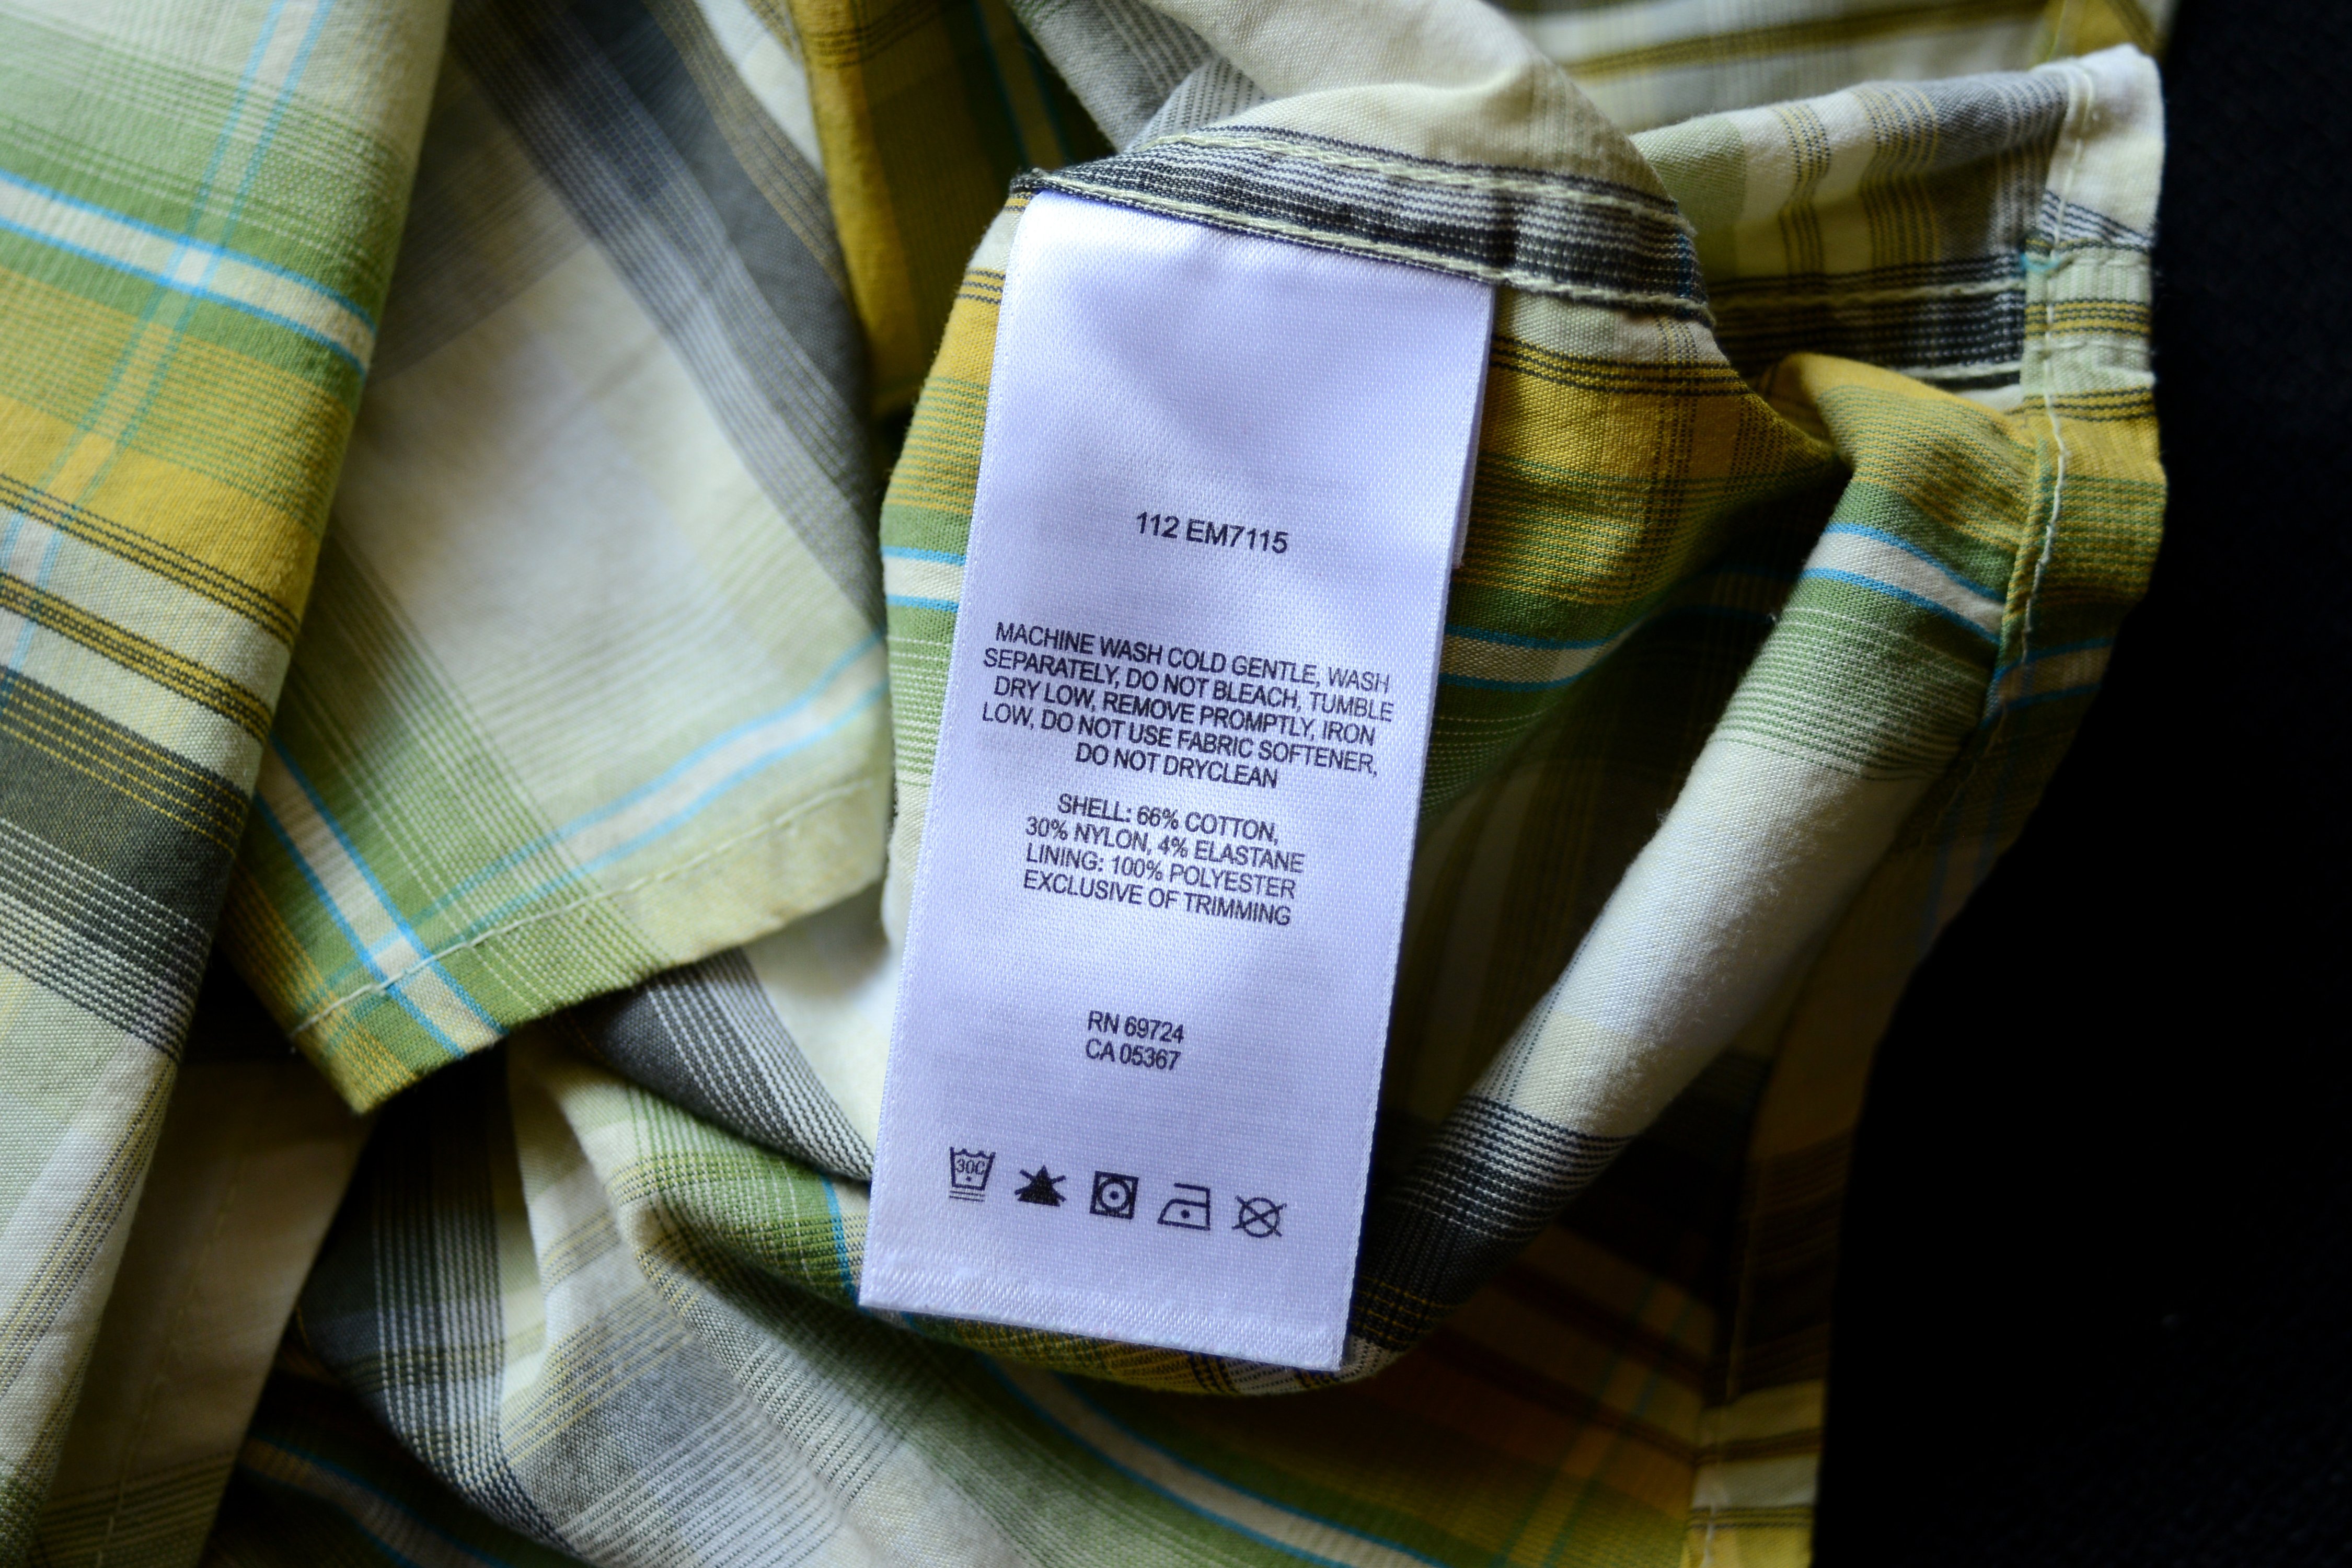 112 EM7115
MACHINE WASH COLD GENTLE, WASH
SEPARATELY, DO NOT BLEACH, TUMBLE
DRY LOW, REMOVE PROMPTLY, IRON
LOW, DO NOT USE FABRIC SOFTENER,
DO NOT DRYCLEAN
SHELL: 66% COTTON,
30% NYLON, 4% ELASTANE
LINING: 100% POLYESTER
EXCLUSIVE OF TRIMMING
RN 69724
CA 05367
30C